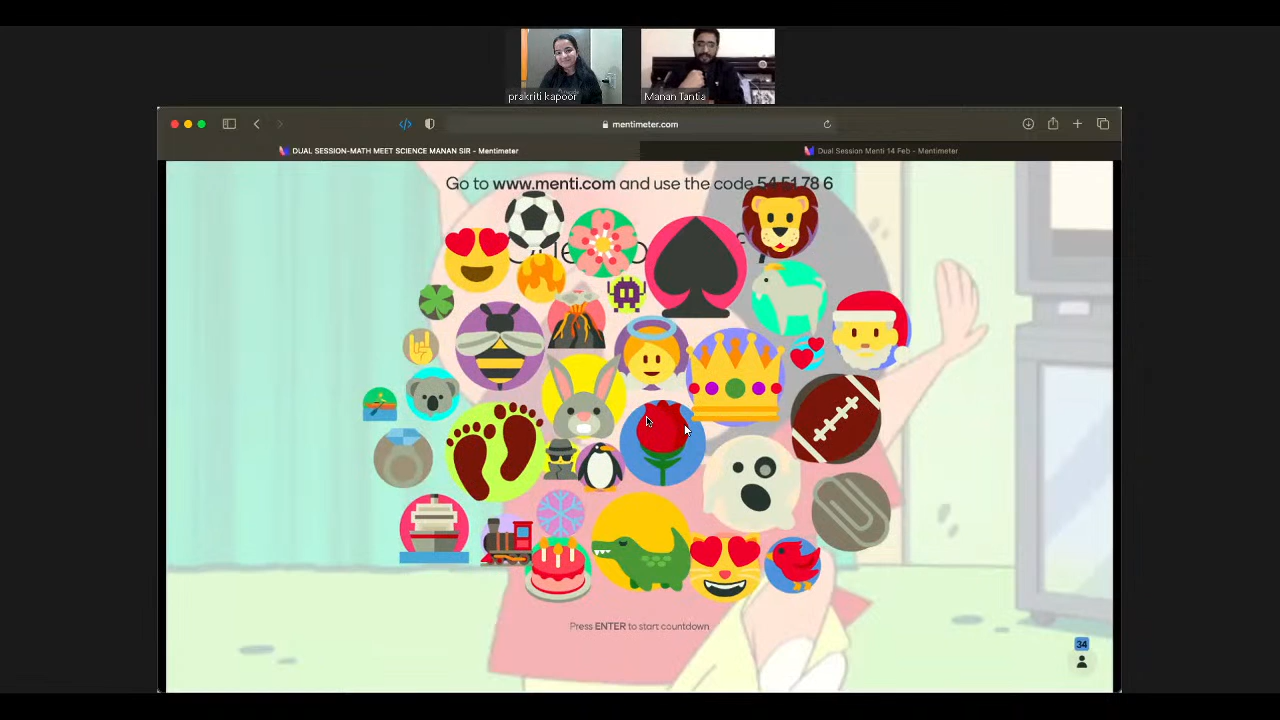 prakriti kapoor
Manan Tantia
mentimeter.com
DUAL SESSION-MATH MEET SCIENCE MANAN SIR - Mentimeter
Dual Session Menti 14 Feb - Mentimeter
Go to www.menti.com and use the code 54 51 78 6
Press ENTER to start countdown
34